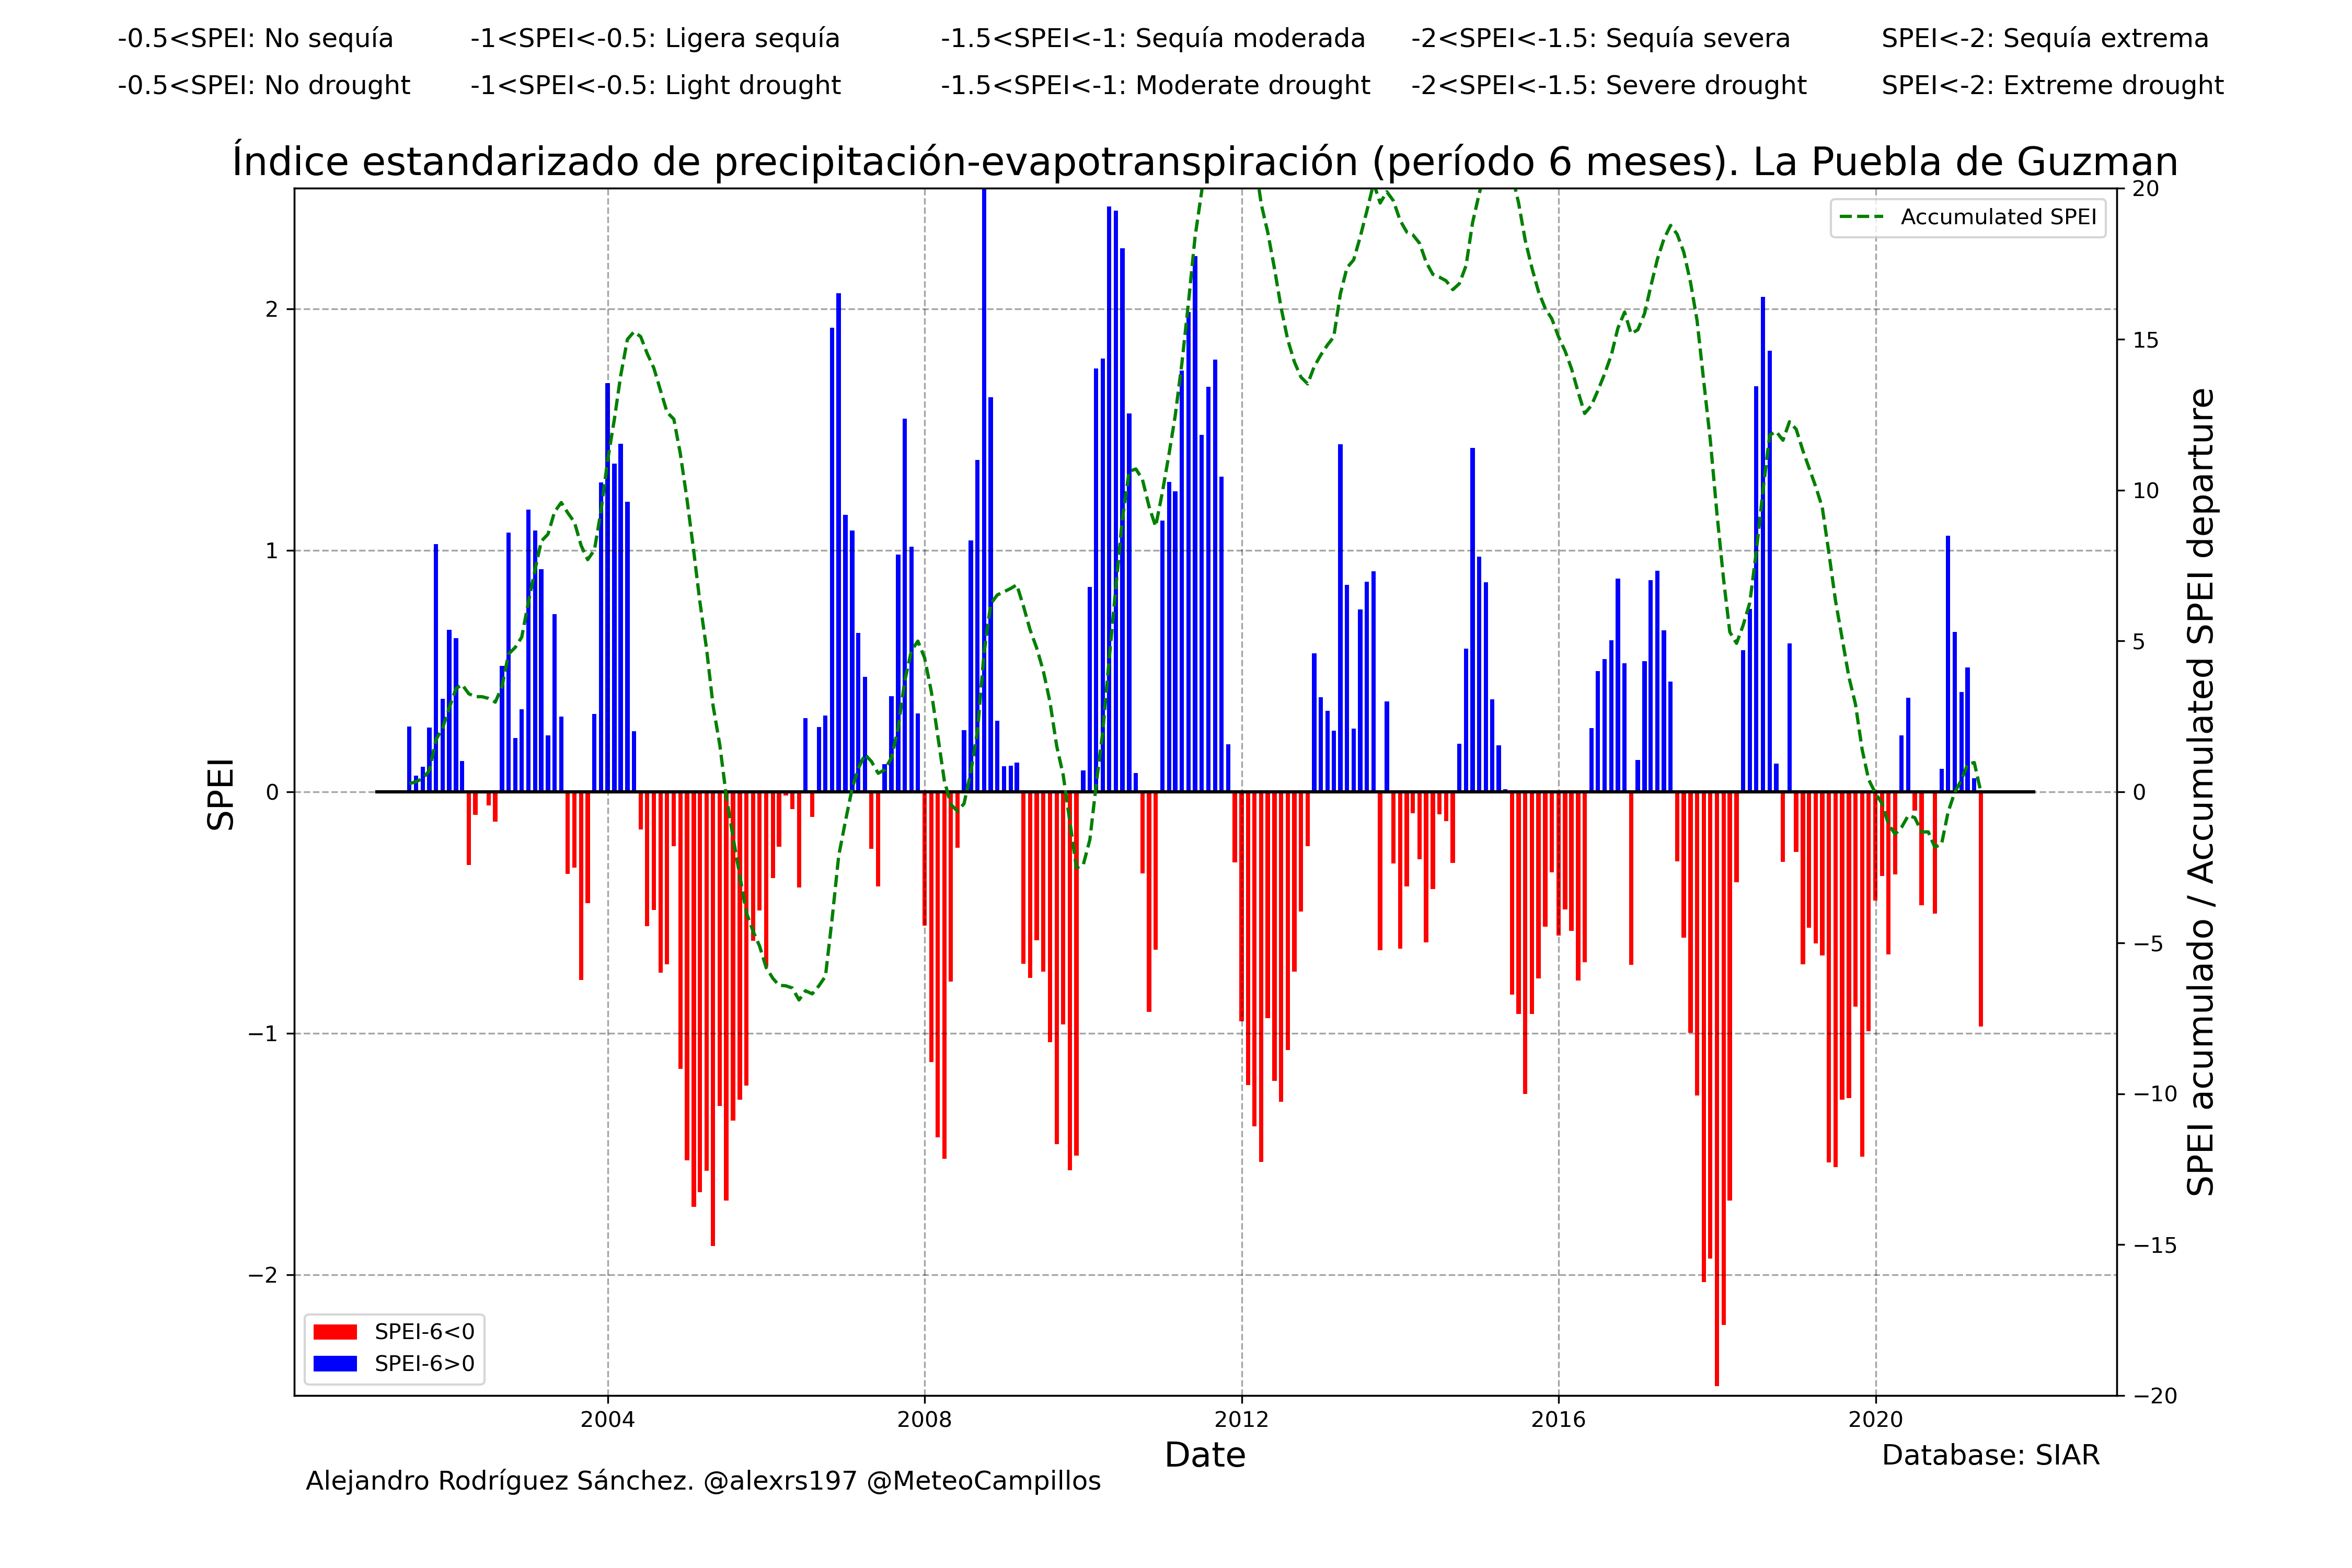 -0.5<SPEI: No sequía -1<SPEI<-0.5: Ligera sequía -1.5<SPEI<-1: Sequía moderada -2<SPEI<-1.5: Sequía severa SPEI<-2: Sequía extrema
-0.5<SPEI: No drought -1<SPEI<-0.5: Light drought -1.5<SPEI<-1: Moderate drought -2<SPEI<-1.5: Severe drought SPEI<-2: Extreme drought
Índice estandarizado de precipitación-evapotranspiración (período 6 meses). La Puebla de Guzman
Accumulated SPEI
SPEI
2
1
0
−1
−2
20
15
10
5
0
−5
−10
−15
−20
SPEI acumulado / Accumulated SPEI departure
SPEI-6<0
SPEI-6>0
2004 2008 2012 2016 2020
Date
Database: SIAR
Alejandro Rodríguez Sánchez. @alexrs197 @MeteoCampillos